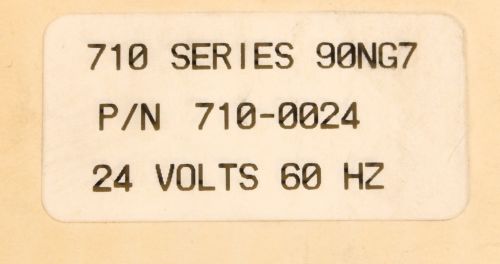 710 SERIES 90NG7
P/N 710-0024
24 VOLTS 60 HZ